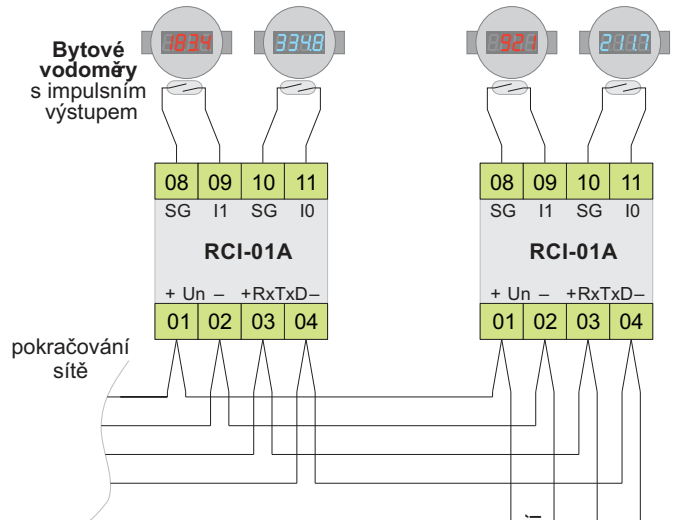 183.4 334.8 92.1 211.7
Bytové
vodoměry
s impulsním
výstupem
08 09 10 11 08 09 10 11
SG I1 SG I0 SG I1 SG I0
RCI-01A RCI-01A
+ Un – +RxTxD– + Un – +RxTxD–
01 02 03 04 01 02 03 04
pokračování
sítě